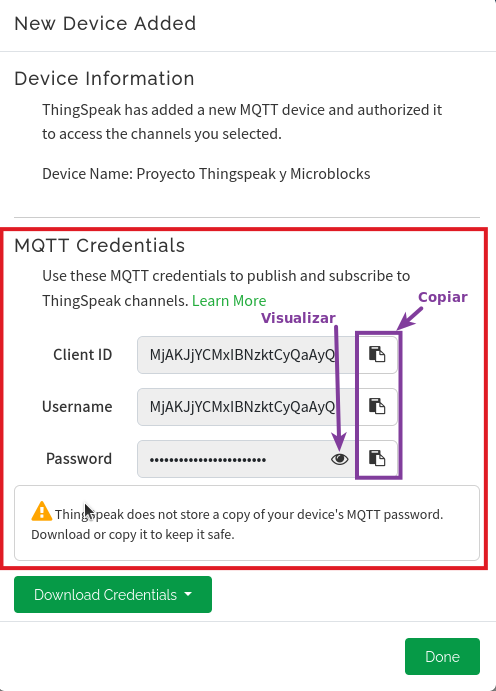 New Device Added
Device Information
ThingSpeak has added a new MQTT device and authorized it
to access the channels you selected.
Device Name: Proyecto Thingspeak y Microblocks
MQTT Credentials
Use these MQTT credentials to publish and subscribe to
ThingSpeak channels. Learn More
Copiar
Visualizar
Client ID MjAKJjYCMxIBNzktCyQaAyQ
Username MjAKJjYCMxIBNzktCyQaAyQ
Password ••••••••••••••••••••••••
ThingSpeak does not store a copy of your device's MQTT password.
Download or copy it to keep it safe.
Download Credentials
Done